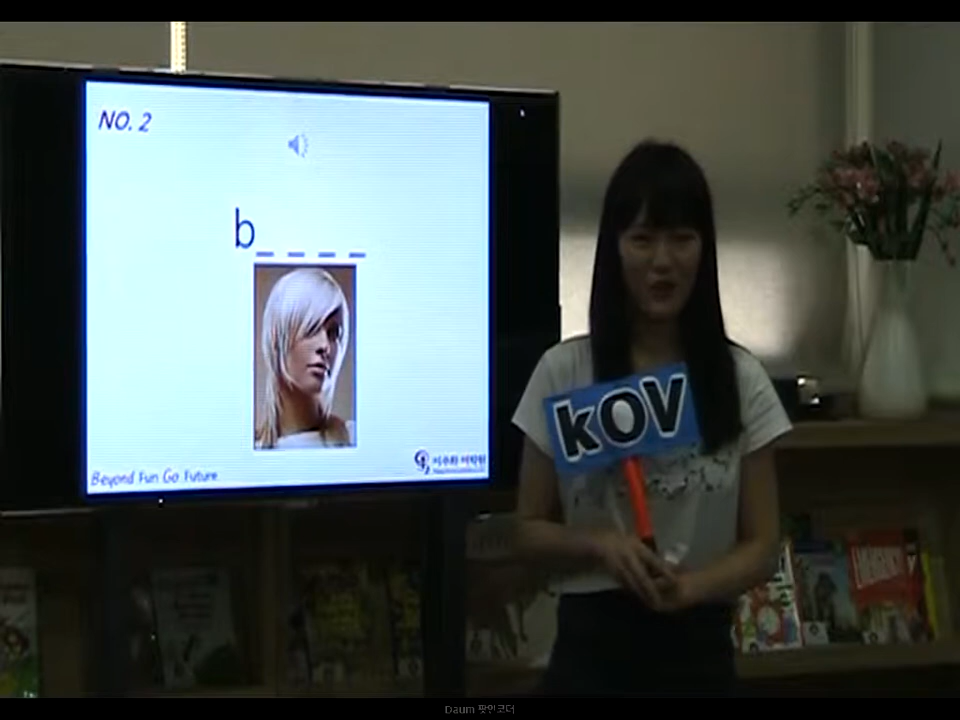 NO. 2
b _ _ _ _
kOV
Beyond Fun Go Future
Daum 팟인코더